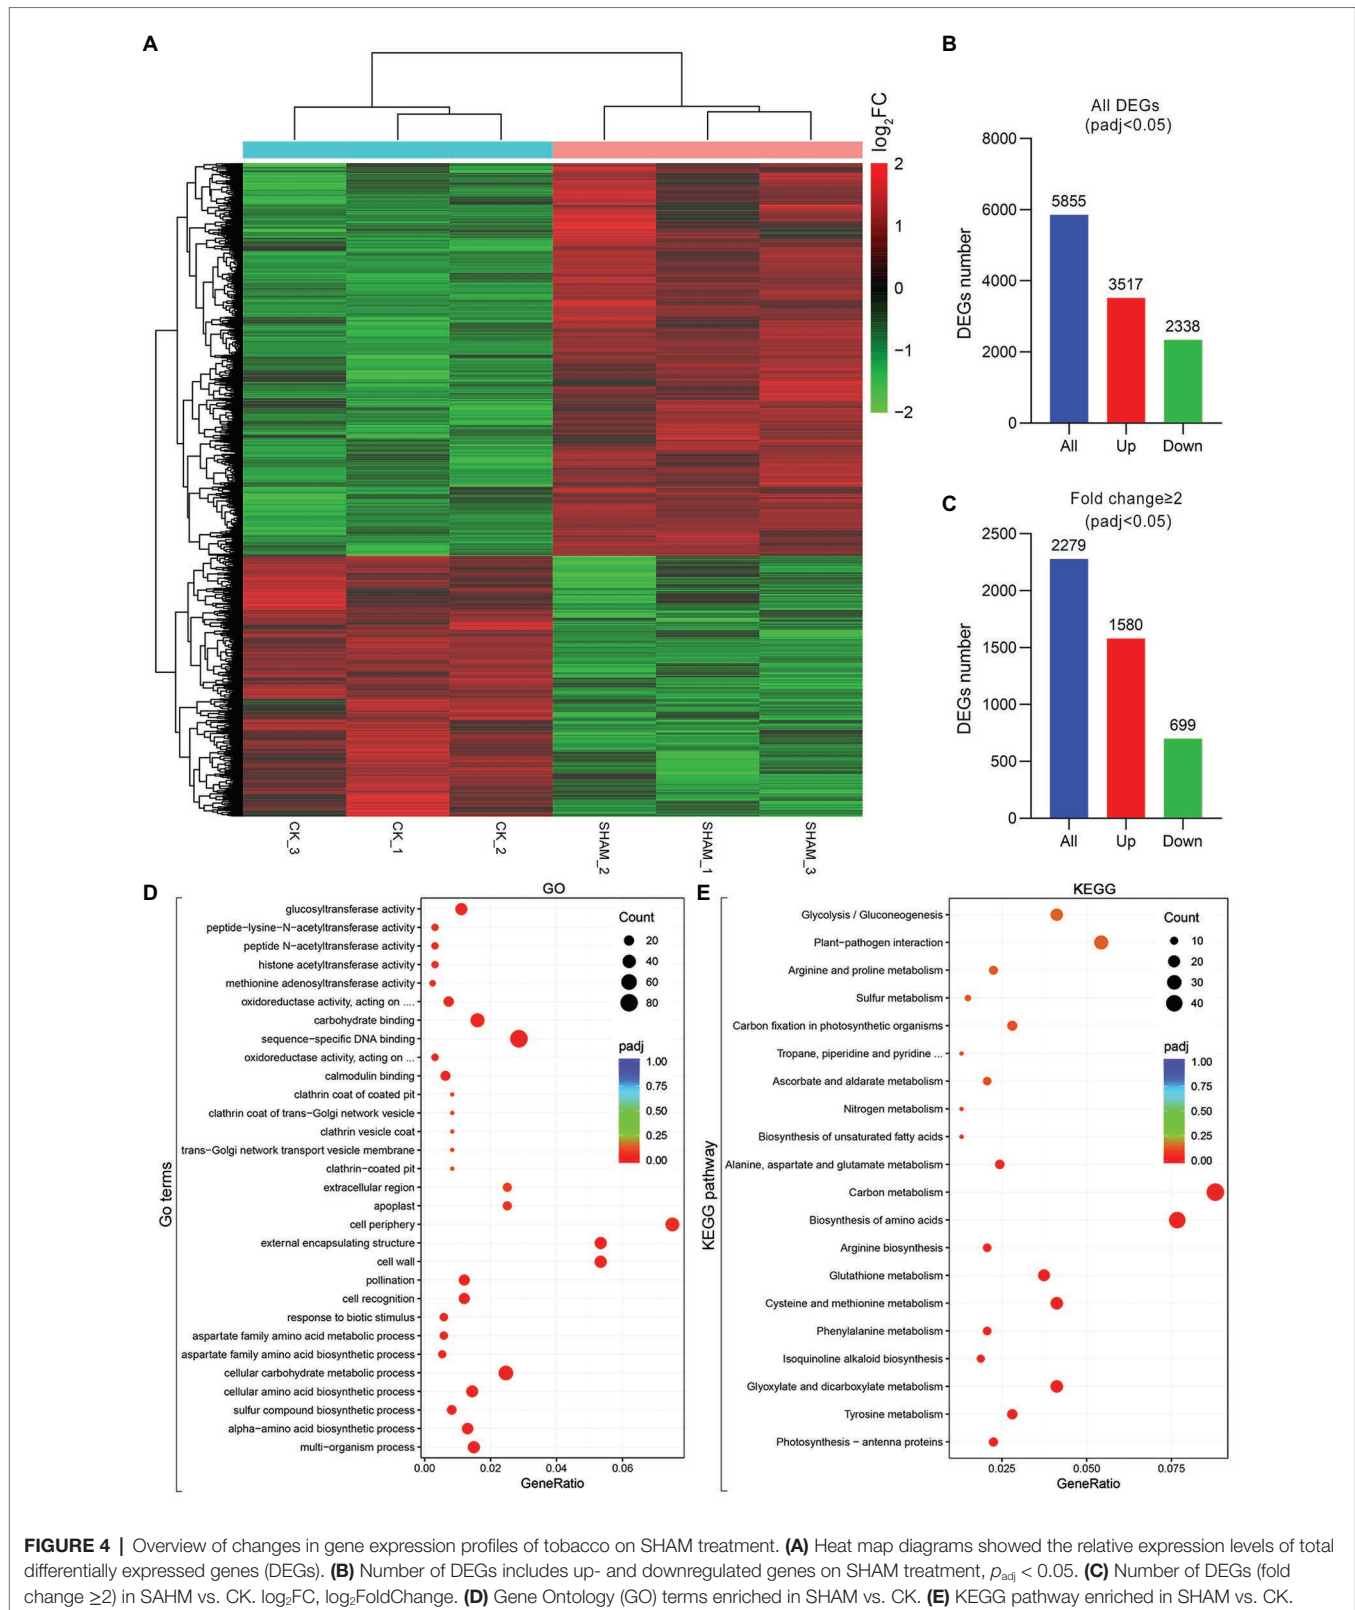 A
log2FC
2
1
0
−1
−2
CK_3
CK_1
CK_2
SHAM_2
SHAM_1
SHAM_3
B
All DEGs
(padj<0.05)
DEGs number
8000
6000
4000
2000
0
5855
3517
2338
All
Up
Down
C
Fold change≥2
(padj<0.05)
DEGs number
2500
2000
1500
1000
500
0
2279
1580
699
All
Up
Down
D
GO
Go terms
glucosyltransferase activity
peptide−lysine−N−acetyltransferase activity
peptide N−acetyltransferase activity
histone acetyltransferase activity
methionine adenosyltransferase activity
oxidoreductase activity, acting on ....
carbohydrate binding
sequence−specific DNA binding
oxidoreductase activity, acting on ...
calmodulin binding
clathrin coat of coated pit
clathrin coat of trans−Golgi network vesicle
clathrin vesicle coat
trans−Golgi network transport vesicle membrane
clathrin−coated pit
extracellular region
apoplast
cell periphery
external encapsulating structure
cell wall
pollination
cell recognition
response to biotic stimulus
aspartate family amino acid metabolic process
aspartate family amino acid biosynthetic process
cellular carbohydrate metabolic process
cellular amino acid biosynthetic process
sulfur compound biosynthetic process
alpha−amino acid biosynthetic process
multi−organism process
0.00
0.02
0.04
0.06
GeneRatio
Count
20
40
60
80
padj
1.00
0.75
0.50
0.25
0.00
E
KEGG
KEGG pathway
Glycolysis / Gluconeogenesis
Plant−pathogen interaction
Arginine and proline metabolism
Sulfur metabolism
Carbon fixation in photosynthetic organisms
Tropane, piperidine and pyridine ...
Ascorbate and aldarate metabolism
Nitrogen metabolism
Biosynthesis of unsaturated fatty acids
Alanine, aspartate and glutamate metabolism
Carbon metabolism
Biosynthesis of amino acids
Arginine biosynthesis
Glutathione metabolism
Cysteine and methionine metabolism
Phenylalanine metabolism
Isoquinoline alkaloid biosynthesis
Glyoxylate and dicarboxylate metabolism
Tyrosine metabolism
Photosynthesis − antenna proteins
0.025
0.050
0.075
GeneRatio
Count
10
20
30
40
padj
1.00
0.75
0.50
0.25
0.00
FIGURE 4 | Overview of changes in gene expression profiles of tobacco on SHAM treatment. (A) Heat map diagrams showed the relative expression levels of total
differentially expressed genes (DEGs). (B) Number of DEGs includes up- and downregulated genes on SHAM treatment, padj < 0.05. (C) Number of DEGs (fold
change ≥2) in SAHM vs. CK. log2FC, log2FoldChange. (D) Gene Ontology (GO) terms enriched in SHAM vs. CK. (E) KEGG pathway enriched in SHAM vs. CK.